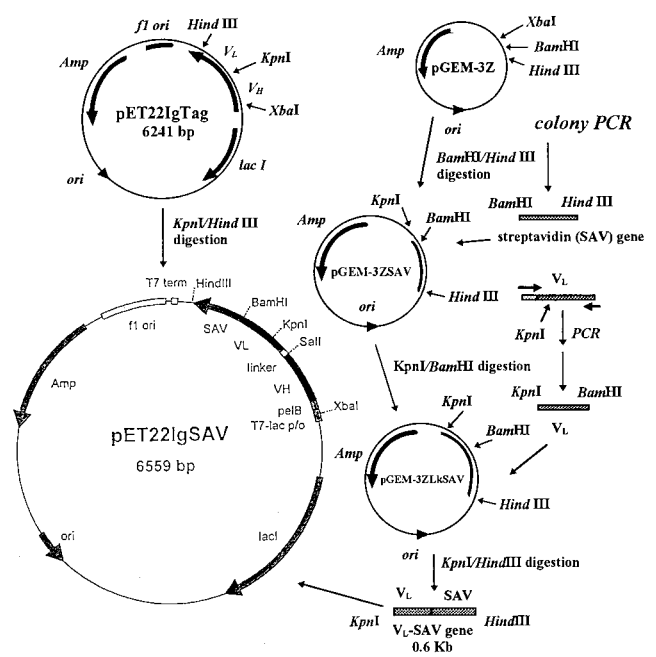 f1 ori
Hind III
VL
KpnI
VH
XbaI
Amp
pET22IgTag
6241 bp
ori
lac I
KpnI/Hind III
digestion
Amp
XbaI
BamHI
Hind III
pGEM-3Z
ori
colony PCR
BamHI/Hind III
digestion
BamHI
Hind III
streptavidin (SAV) gene
KpnI
BamHI
Amp
pGEM-3ZSAV
Hind III
ori
VL
KpnI
PCR
KpnI/BamHI digestion
KpnI
BamHI
VL
KpnI
BamHI
Amp
pGEM-3ZLkSAV
Hind III
ori
KpnI/HindIII digestion
VL SAV
KpnI
HindIII
VL-SAV gene
0.6 Kb
T7 term
HindIII
f1 ori
BamHI
SAV
KpnI
VL
SalI
linker
VH
pelB
XbaI
T7-lac p/o
Amp
pET22IgSAV
6559 bp
ori
lacI